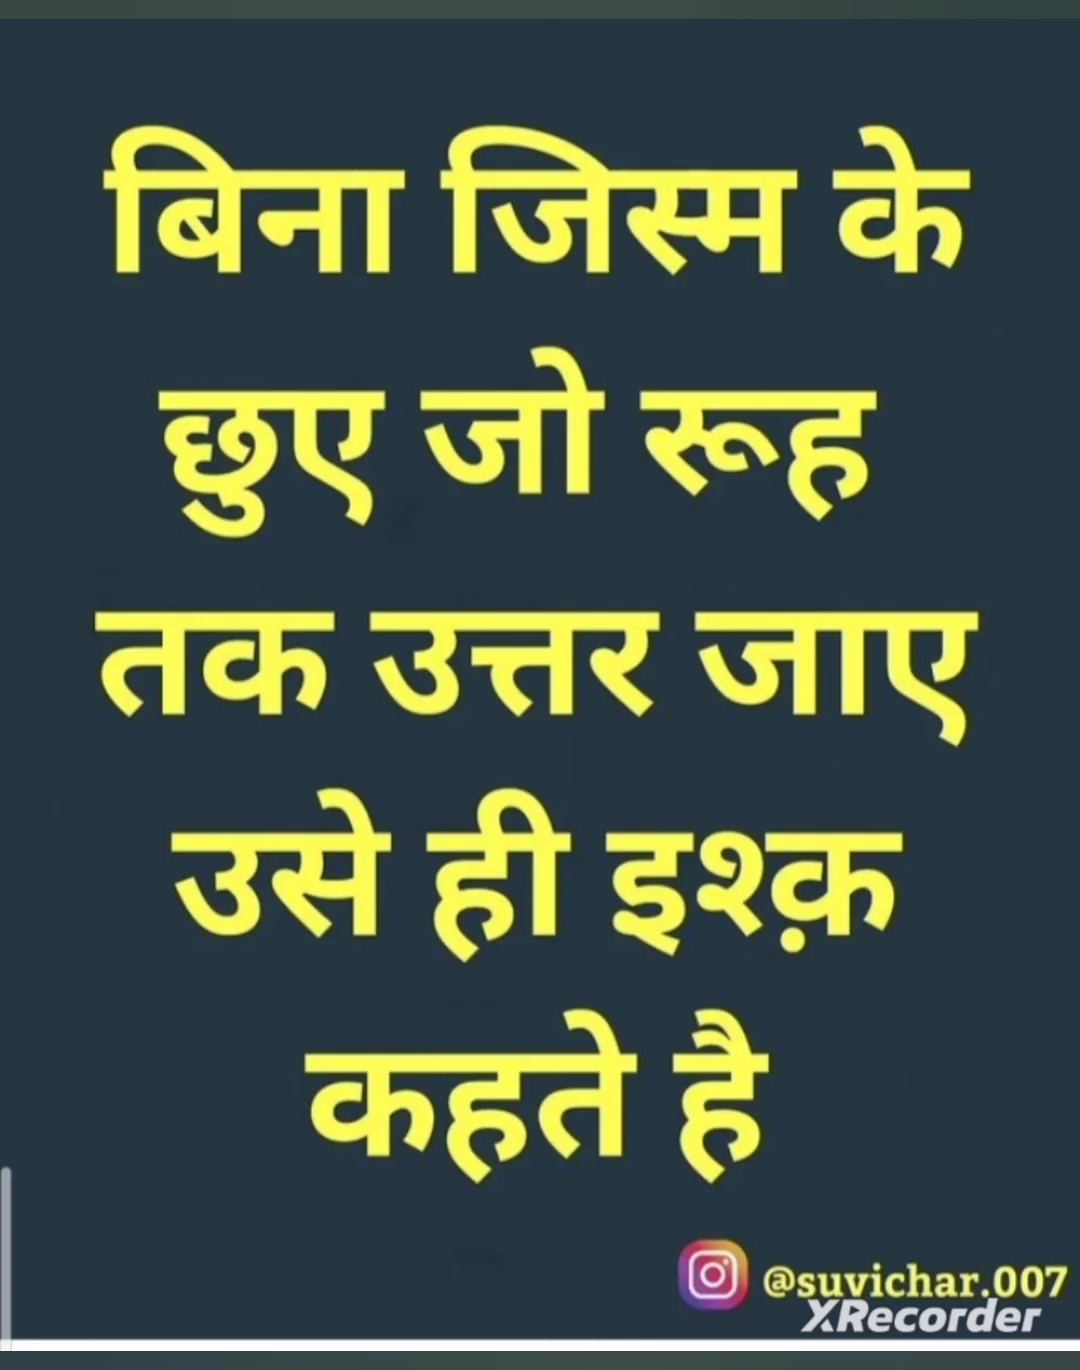 बिना जिस्म के
छुए जो रूह
तक उत्तर जाए
उसे ही इश्क़
कहते है
@suvichar.007
XRecorder